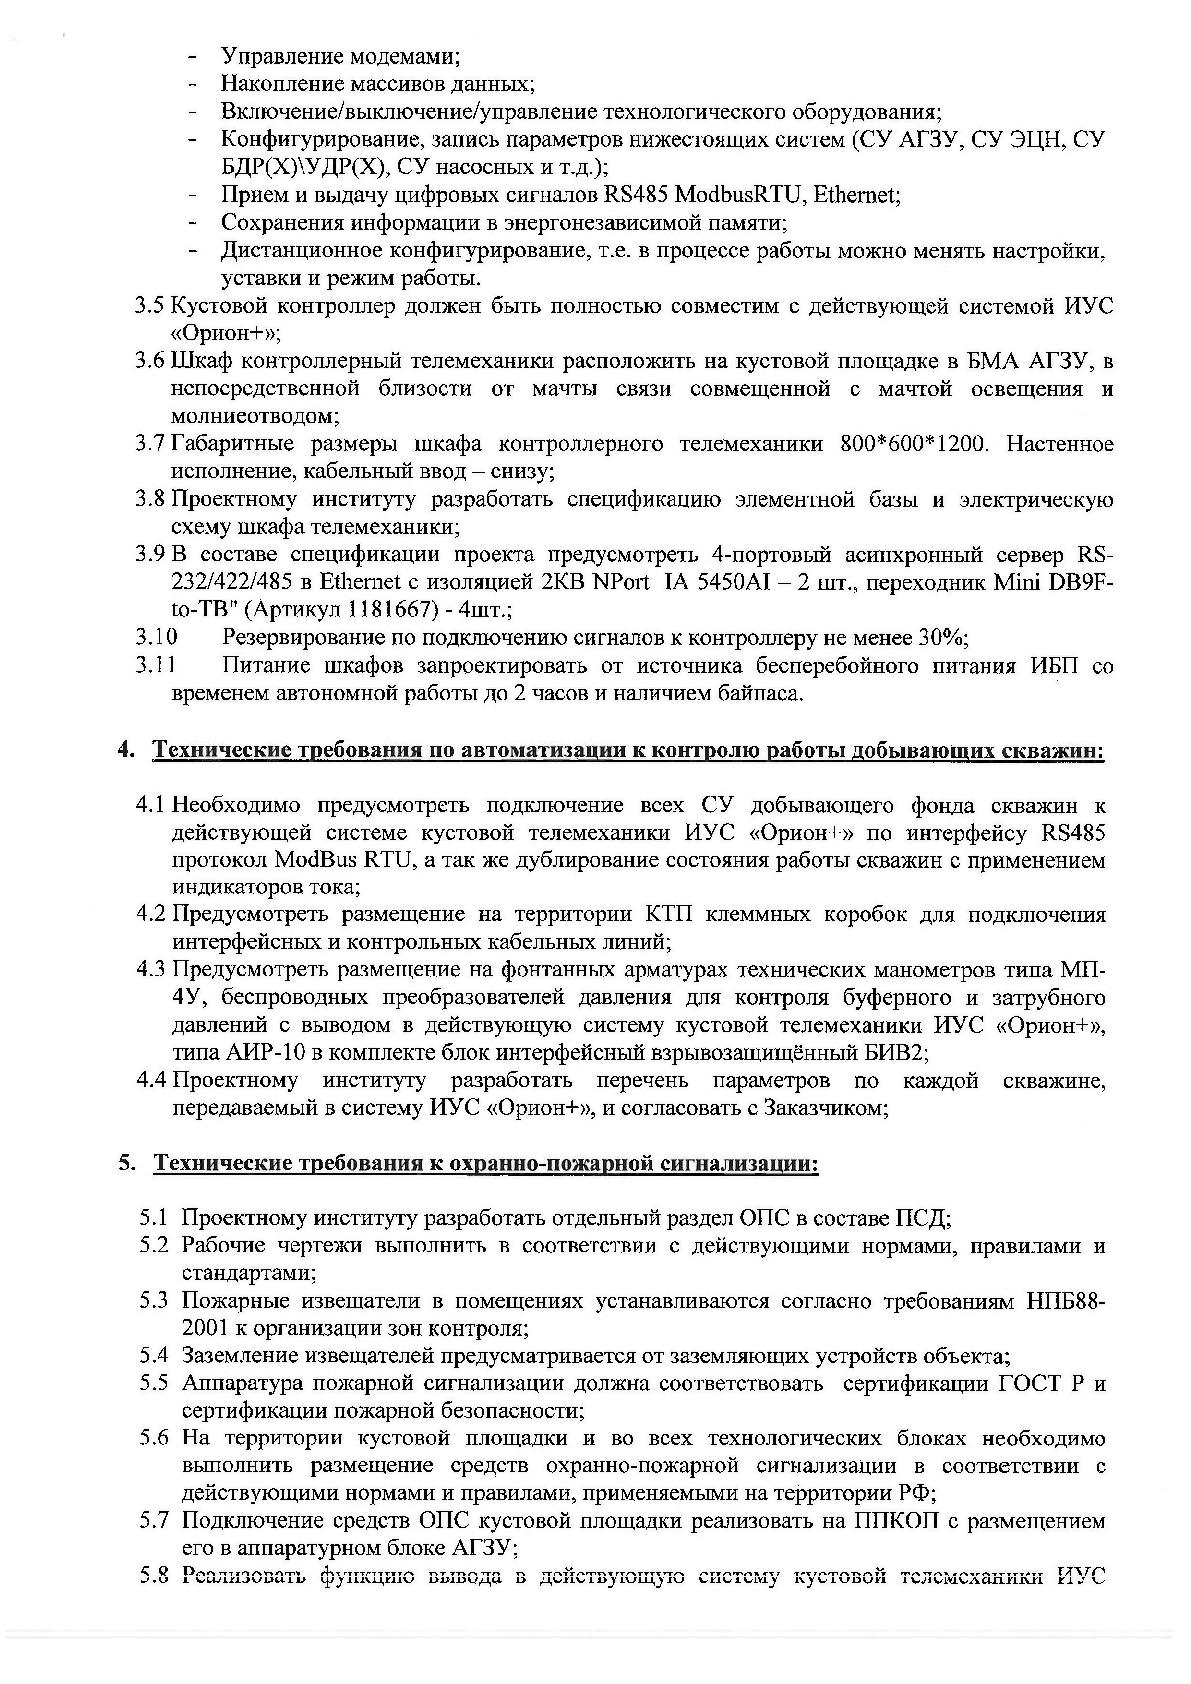 - Управление модемами;
- Накопление массивов данных;
- Включение/выключение/управление технологического оборудования;
- Конфигурирование, запись параметров нижестоящих систем (СУ АГЗУ, СУ ЭЦН, СУ
БДР(Х)\УДР(Х), СУ насосных и т.д.);
- Прием и выдачу цифровых сигналов RS485 ModbusRTU, Ethernet;
- Сохранения информации в энергонезависимой памяти;
- Дистанционное конфигурирование, т.е. в процессе работы можно менять настройки,
уставки и режим работы.
3.5 Кустовой контроллер должен быть полностью совместим с действующей системой ИУС
«Орион+»;
3.6 Шкаф контроллерный телемеханики расположить на кустовой площадке в БМА АГЗУ, в
непосредственной близости от мачты связи совмещенной с мачтой освещения и
молниеотводом;
3.7 Габаритные размеры шкафа контроллерного телемеханики 800*600*1200. Настенное
исполнение, кабельный ввод – снизу;
3.8 Проектному институту разработать спецификацию элементной базы и электрическую
схему шкафа телемеханики;
3.9 В составе спецификации проекта предусмотреть 4-портовый асинхронный сервер RS-
232/422/485 в Ethernet с изоляцией 2КВ NPort IA 5450AI – 2 шт., переходник Mini DB9F-
to-TB" (Артикул 1181667) - 4шт.;
3.10 Резервирование по подключению сигналов к контроллеру не менее 30%;
3.11 Питание шкафов запроектировать от источника бесперебойного питания ИБП со
временем автономной работы до 2 часов и наличием байпаса.
4. Технические требования по автоматизации к контролю работы добывающих скважин:
4.1 Необходимо предусмотреть подключение всех СУ добывающего фонда скважин к
действующей системе кустовой телемеханики ИУС «Орион+» по интерфейсу RS485
протокол ModBus RTU, а так же дублирование состояния работы скважин с применением
индикаторов тока;
4.2 Предусмотреть размещение на территории КТП клеммных коробок для подключения
интерфейсных и контрольных кабельных линий;
4.3 Предусмотреть размещение на фонтанных арматурах технических манометров типа МП-
4У, беспроводных преобразователей давления для контроля буферного и затрубного
давлений с выводом в действующую систему кустовой телемеханики ИУС «Орион+»,
типа АИР-10 в комплекте блок интерфейсный взрывозащищённый БИВ2;
4.4 Проектному институту разработать перечень параметров по каждой скважине,
передаваемый в систему ИУС «Орион+», и согласовать с Заказчиком;
5. Технические требования к охранно-пожарной сигнализации:
5.1 Проектному институту разработать отдельный раздел ОПС в составе ПСД;
5.2 Рабочие чертежи выполнить в соответствии с действующими нормами, правилами и
стандартами;
5.3 Пожарные извещатели в помещениях устанавливаются согласно требованиям НПБ88-
2001 к организации зон контроля;
5.4 Заземление извещателей предусматривается от заземляющих устройств объекта;
5.5 Аппаратура пожарной сигнализации должна соответствовать сертификации ГОСТ Р и
сертификации пожарной безопасности;
5.6 На территории кустовой площадки и во всех технологических блоках необходимо
выполнить размещение средств охранно-пожарной сигнализации в соответствии с
действующими нормами и правилами, применяемыми на территории РФ;
5.7 Подключение средств ОПС кустовой площадки реализовать на ППКОП с размещением
его в аппаратурном блоке АГЗУ;
5.8 Реализовать функцию вывода в действующую систему кустовой телемеханики ИУС